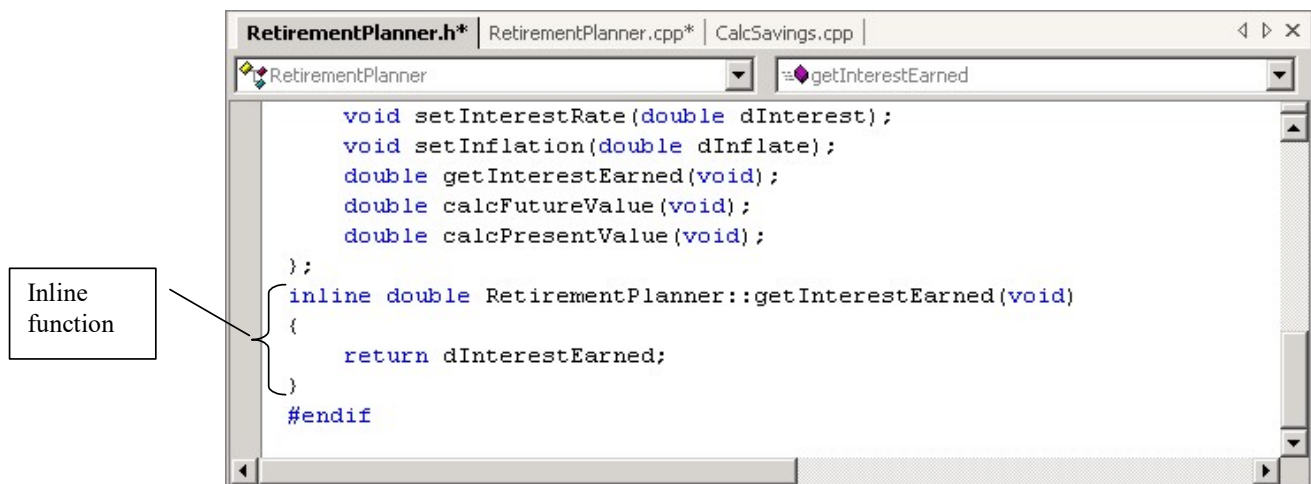 RetirementPlanner.h* RetirementPlanner.cpp* CalcSavings.cpp
RetirementPlanner getInterestEarned
void setInterestRate(double dInterest);
void setInflation(double dInflate);
double getInterestEarned(void);
double calcFutureValue(void);
double calcPresentValue(void);
};
Inline
function
inline double RetirementPlanner::getInterestEarned(void)
{
return dInterestEarned;
}
#endif